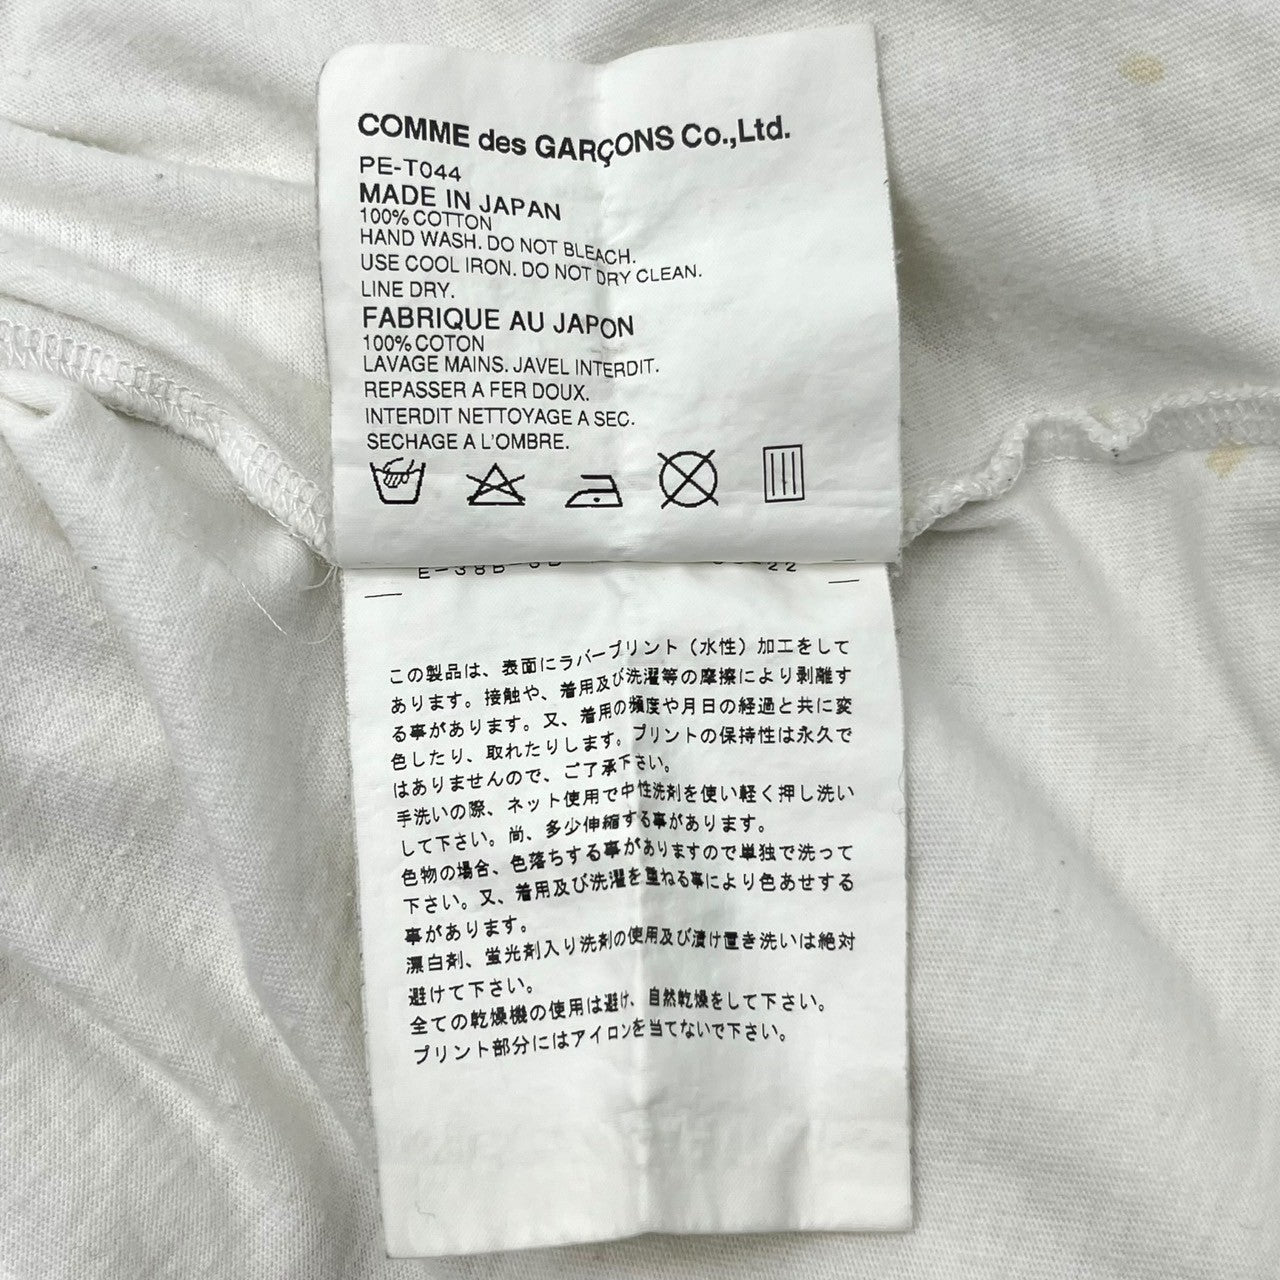 COMME des GARÇONS Co.,Ltd.
PE-T044
MADE IN JAPAN
100% COTTON
HAND WASH. DO NOT BLEACH.
USE COOL IRON. DO NOT DRY CLEAN.
LINE DRY.
FABRIQUE AU JAPON
100% COTON
LAVAGE MAINS. JAVEL INTERDIT.
REPASSER A FER DOUX.
INTERDIT NETTOYAGE A SEC.
SECHAGE A L'OMBRE.
この製品は、表面にラバープリント（水性）加工をして
あります。接触や、着用及び洗濯等の摩擦により剥離す
る事があります。又、着用の頻度や月日の経過と共に変
色したり、取れたりします。プリントの保持性は永久で
はありませんので、ご了承下さい。
手洗いの際、ネット使用で中性洗剤を使い軽く押し洗い
して下さい。尚、多少伸縮する事があります。
色物の場合、色落ちする事がありますので単独で洗って
下さい。又、着用及び洗濯を重ねる事により色あせする
事があります。
漂白剤、蛍光剤入り洗剤の使用及び漬け置き洗いは絶対
避けて下さい。
全ての乾燥機の使用は避け、自然乾燥をして下さい。
プリント部分にはアイロンを当てないで下さい。